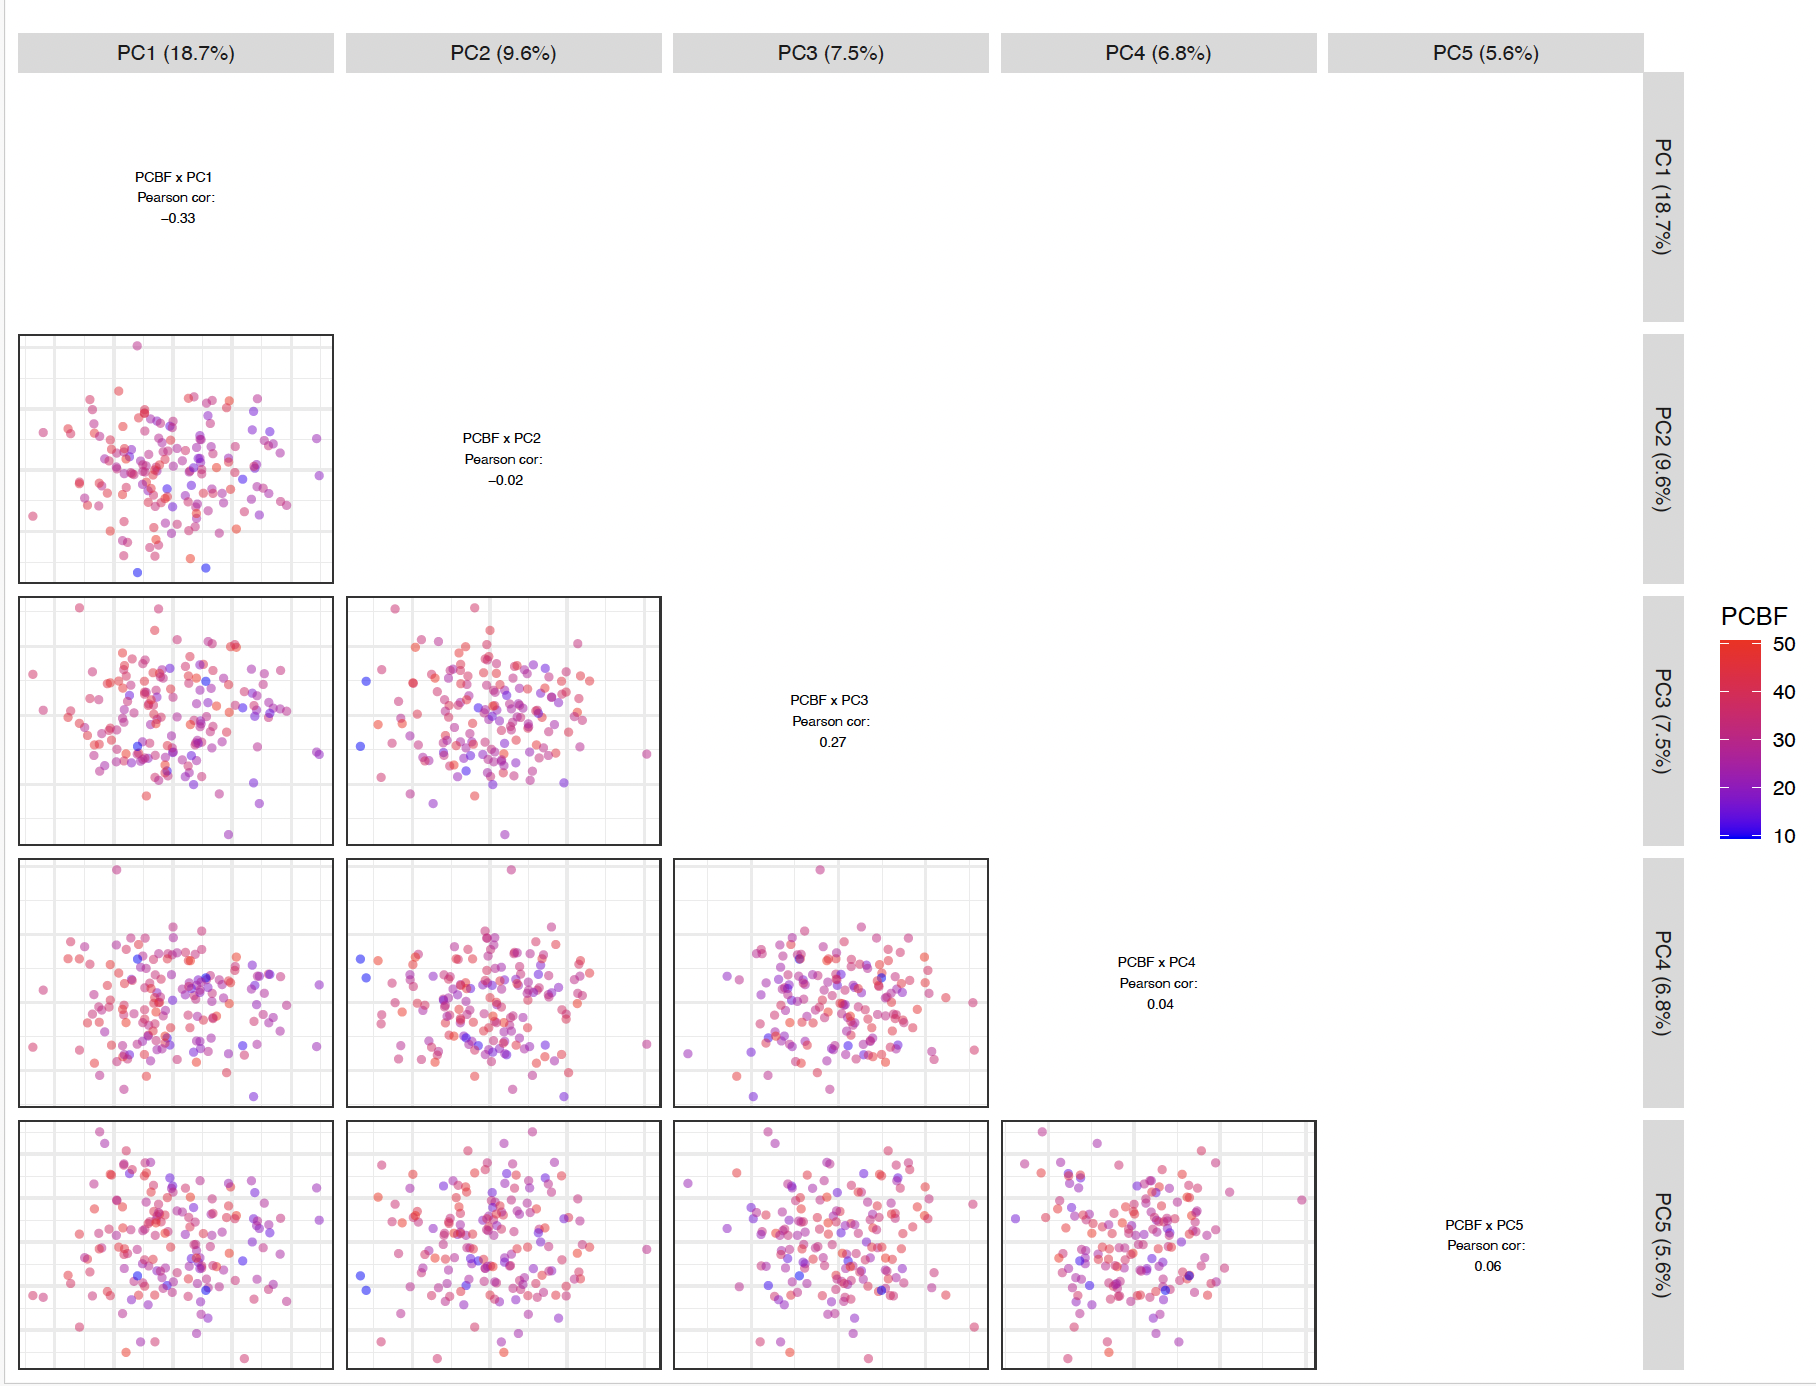 PC1 (18.7%)
PC2 (9.6%)
PC3 (7.5%)
PC4 (6.8%)
PC5 (5.6%)
PCBF x PC1
Pearson cor:
−0.33
PC1 (18.7%)
PCBF x PC2
Pearson cor:
−0.02
PC2 (9.6%)
PCBF x PC3
Pearson cor:
0.27
PC3 (7.5%)
PCBF x PC4
Pearson cor:
0.04
PC4 (6.8%)
PCBF x PC5
Pearson cor:
0.06
PC5 (5.6%)
PCBF
50
40
30
20
10